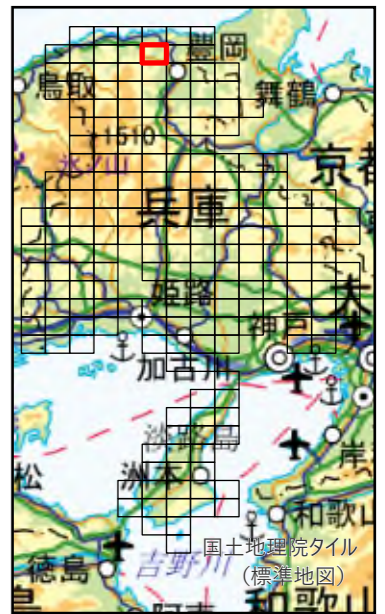 豊岡
鳥取
舞鶴
1510
氷ノ山
京都
兵庫
姫路
大
神戸
加古川
淡路島
岸
松
洲本
和歌山
国土地理院タイル
(標準地図)
吉野川
徳島
和歌山